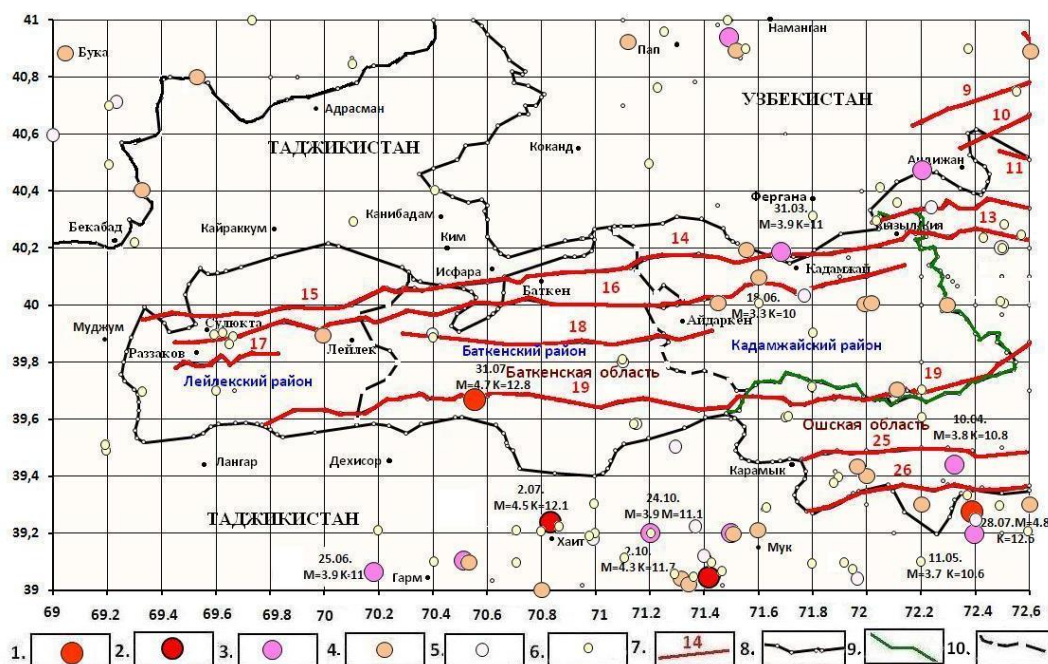 41
40,8
40,6
40,4
40,2
40
39,8
39,6
39,4
39,2
39
Бука
Адрасман
ТАДЖИКИСТАН
Пап
Наманган
УЗБЕКИСТАН
9
10
11
Андижан
Коканд
Фергана
31.03.
М=3.9 К=11
Кызылкия
13
Бекабад
Кайраккум
Канибадам
Ким
Исфара
14
Кадамжай
15
Баткен
16
18.06.
М=3.3 К=10
Муджум
Сулюкта
Раззаков
17
Лейлек
18
Айдаркен
Лейлекский район
Баткенский район
Кадамжайский район
31.07
М=4.7 К=12.8
Баткенская область
19
19
Ошская область
10.04.
М=3.8 К=10.8
25
Лангар
Дехисор
Карамык
26
ТАДЖИКИСТАН
2.07.
М=4.5 К=12.1
24.10.
М=3.9 М=11.1
Хаит
2.10.
М=4.3 К=11.7
Мук
28.07.М=4.8
К=12.6
25.06.
М=3.9 К-11
Гарм
11.05.
М=3.7 К=10.6
69 69.2 69.4 69.6 69.8 70 70.2 70.4 70.6 70.8 71 71.2 71.4 71.6 71.8 72 72.2 72.4 72,6
1. 2. 3. 4. 5. 6. 7. 14 8. 9. 10.